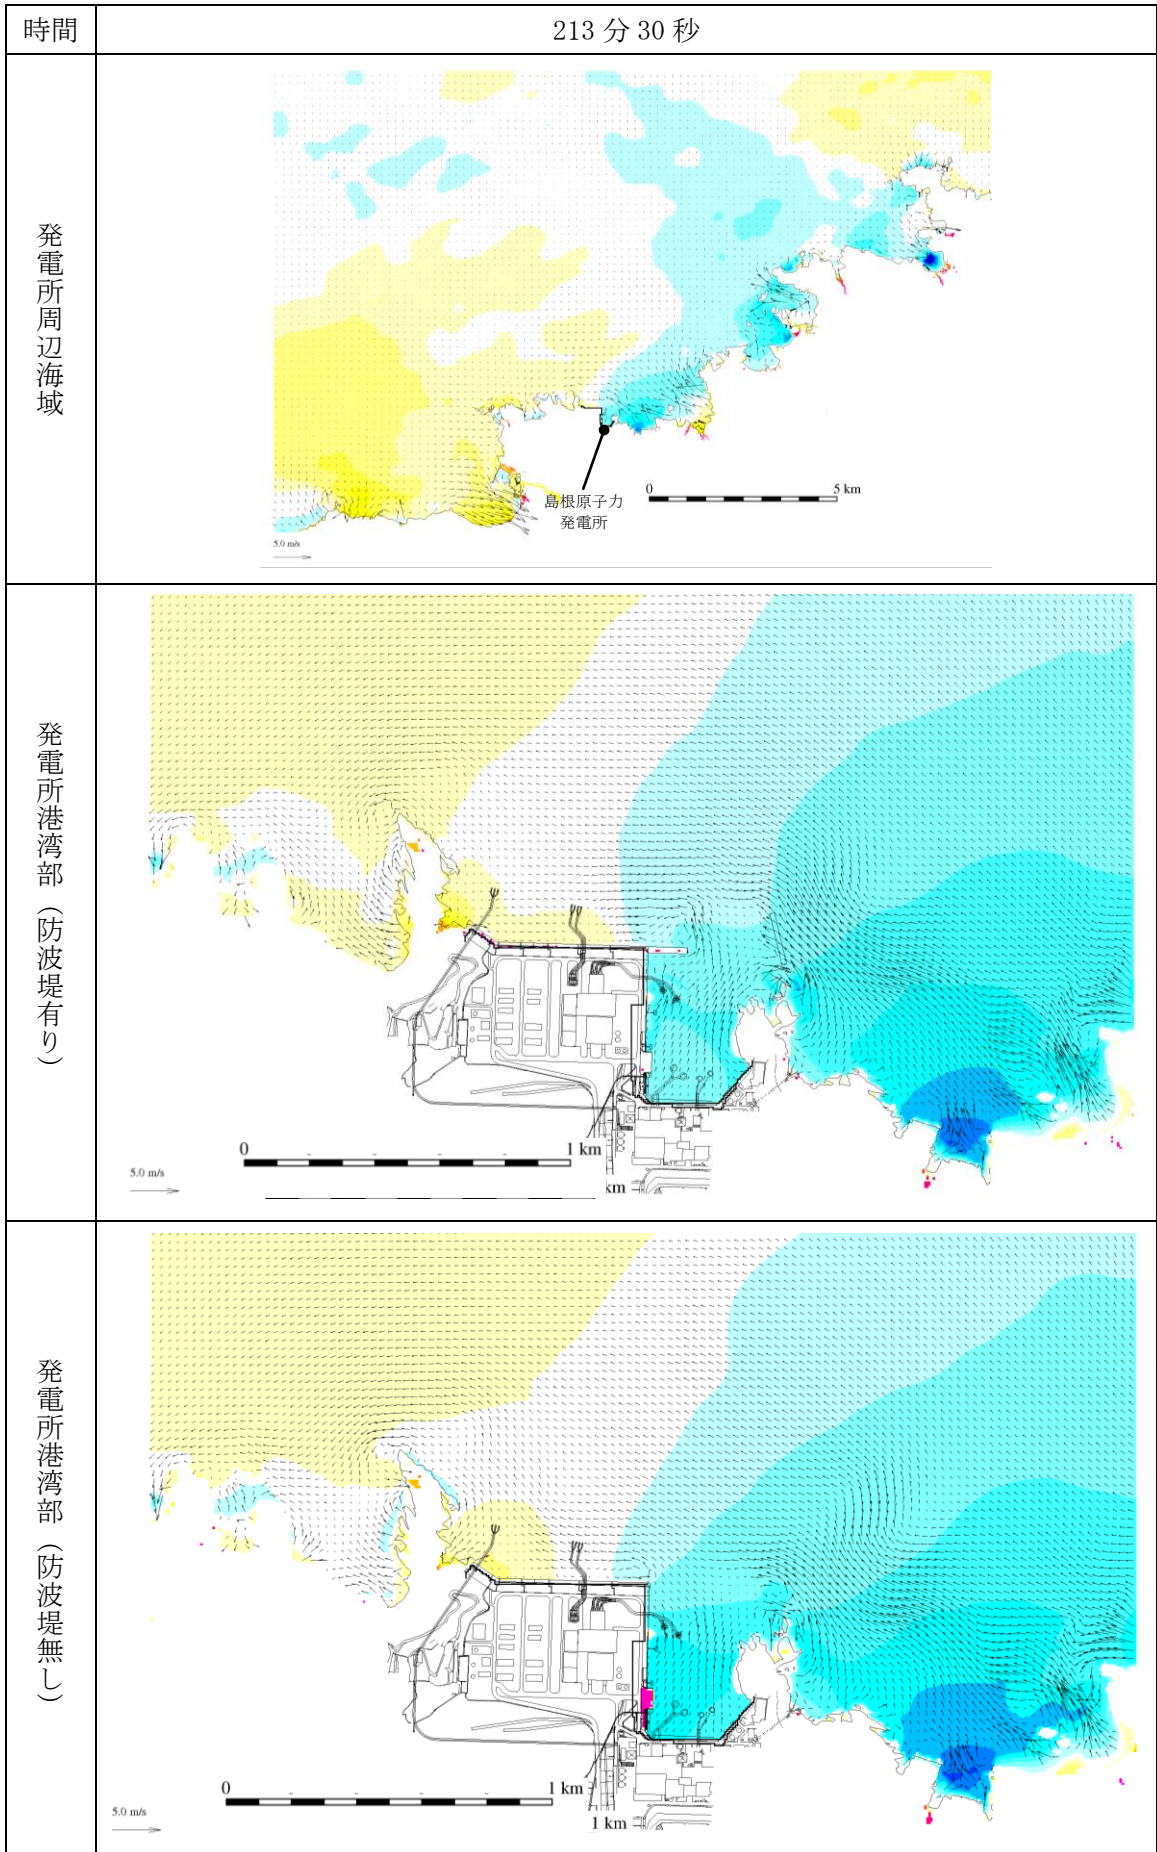 時間
213 分 30 秒
発電所周辺海域
島根原子力
発電所
0
5 km
5.0 m/s
発電所港湾部（防波堤有り）
0
1 km
5.0 m/s
km
発電所港湾部（防波堤無し）
0
1 km
5.0 m/s
1 km